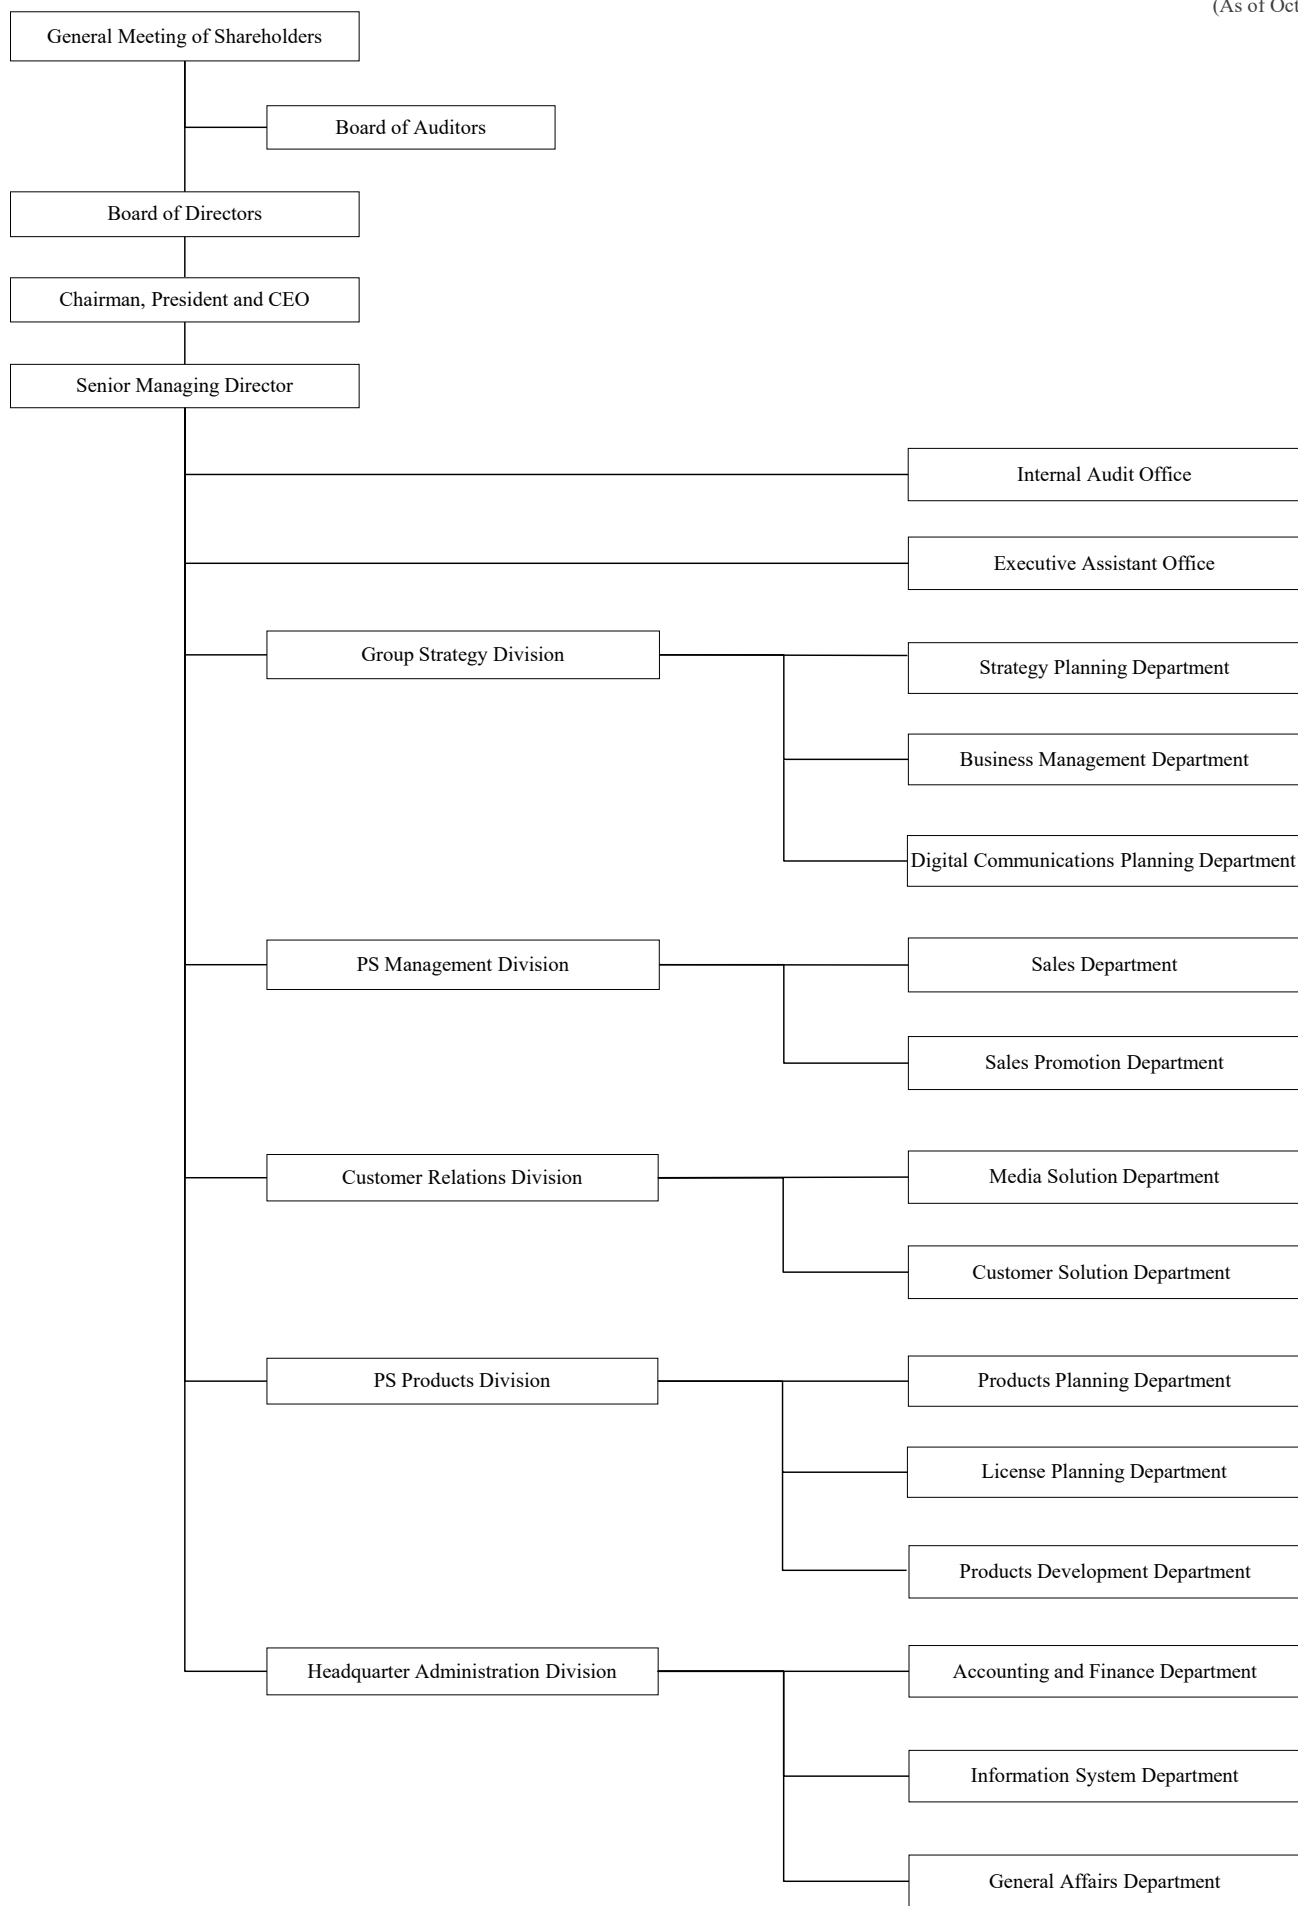 (As of Oct
General Meeting of Shareholders
Board of Auditors
Board of Directors
Chairman, President and CEO
Senior Managing Director
Internal Audit Office
Executive Assistant Office
Group Strategy Division
Strategy Planning Department
Business Management Department
Digital Communications Planning Department
PS Management Division
Sales Department
Sales Promotion Department
Customer Relations Division
Media Solution Department
Customer Solution Department
PS Products Division
Products Planning Department
License Planning Department
Products Development Department
Headquarter Administration Division
Accounting and Finance Department
Information System Department
General Affairs Department